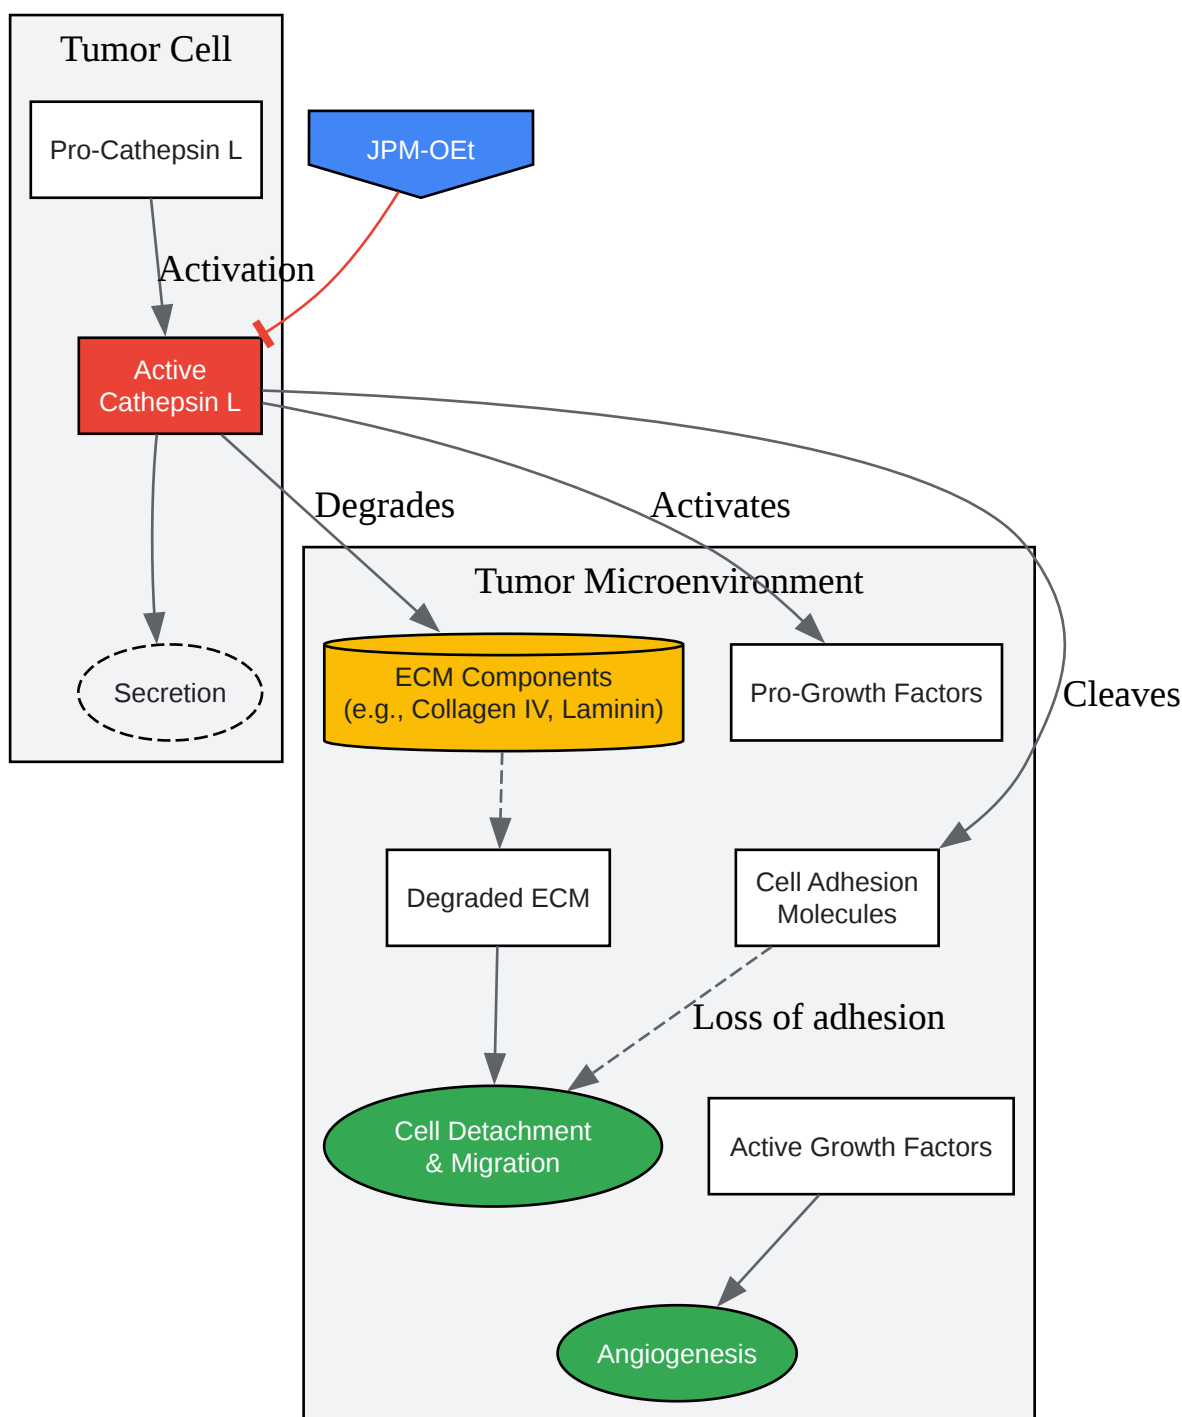 Tumor Cell
Pro-Cathepsin L
JPM-OEt
Activation
Active
Cathepsin L
Degrades
Activates
Tumor Microenvironment
ECM Components
(e.g., Collagen IV, Laminin)
Secretion
Pro-Growth Factors
Cleaves
Degraded ECM
Cell Adhesion
Molecules
Loss of adhesion
Cell Detachment
& Migration
Active Growth Factors
Angiogenesis